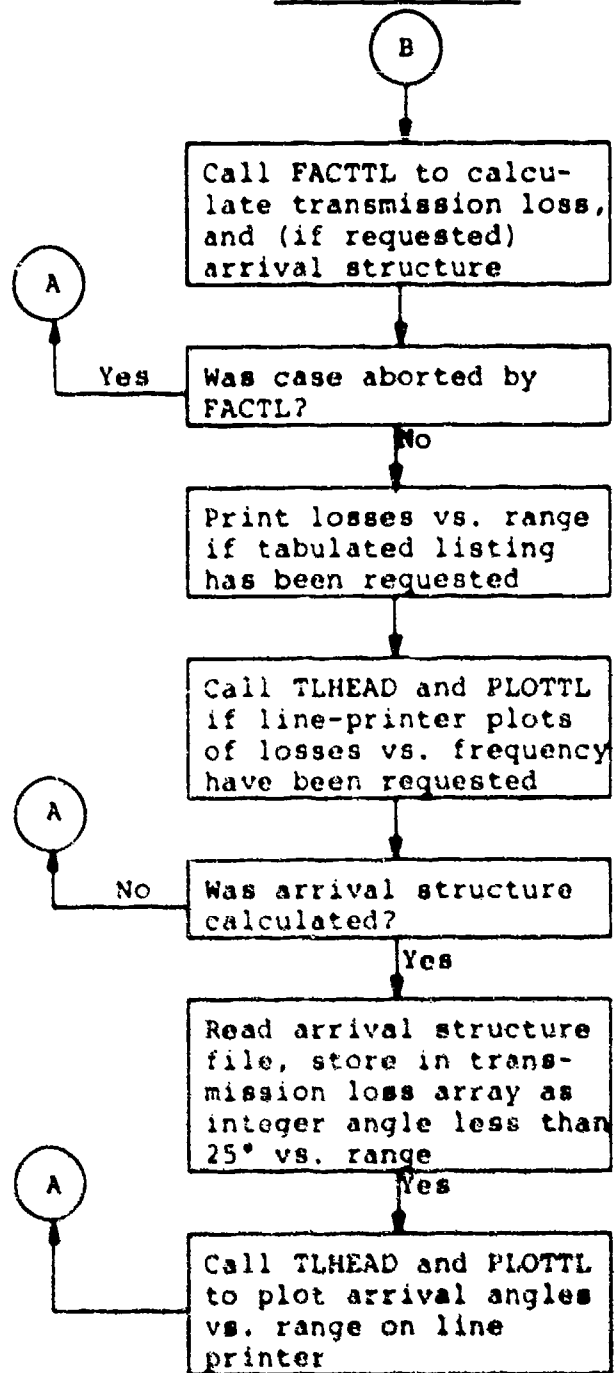 B
Call FACTTL to calcu-
late transmission loss,
and (if requested)
arrival structure
A
Yes
Was case aborted by
FACTL?
No
Print losses vs. range
if tabulated listing
has been requested
Call TLHEAD and PLOTTL
if line-printer plots
of losses vs. frequency
have been requested
A
No
Was arrival structure
calculated?
Yes
Read arrival structure
file, store in trans-
mission loss array as
integer angle less than
25° vs. range
A
Yes
Call TLHEAD and PLOTTL
to plot arrival angles
vs. range on line
printer